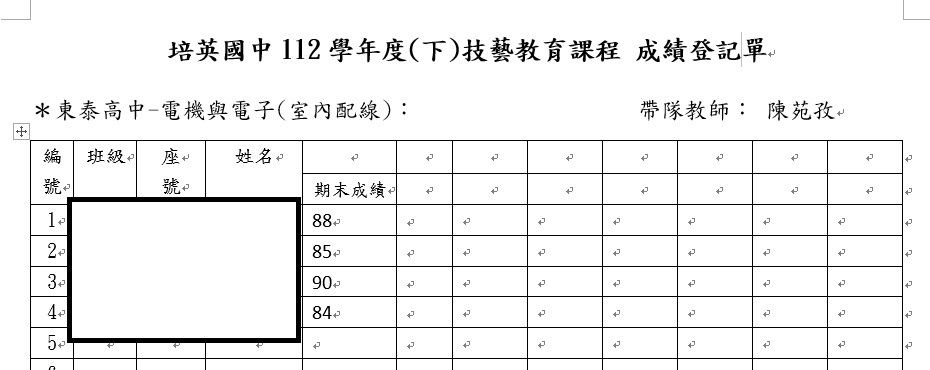 培英國中112學年度(下)技藝教育課程 成績登記單
＊東泰高中-電機與電子(室內配線)： 帶隊教師： 陳苑孜
編號 班級 座號 姓名
期末成績
1 88
2 85
3 90
4 84
5